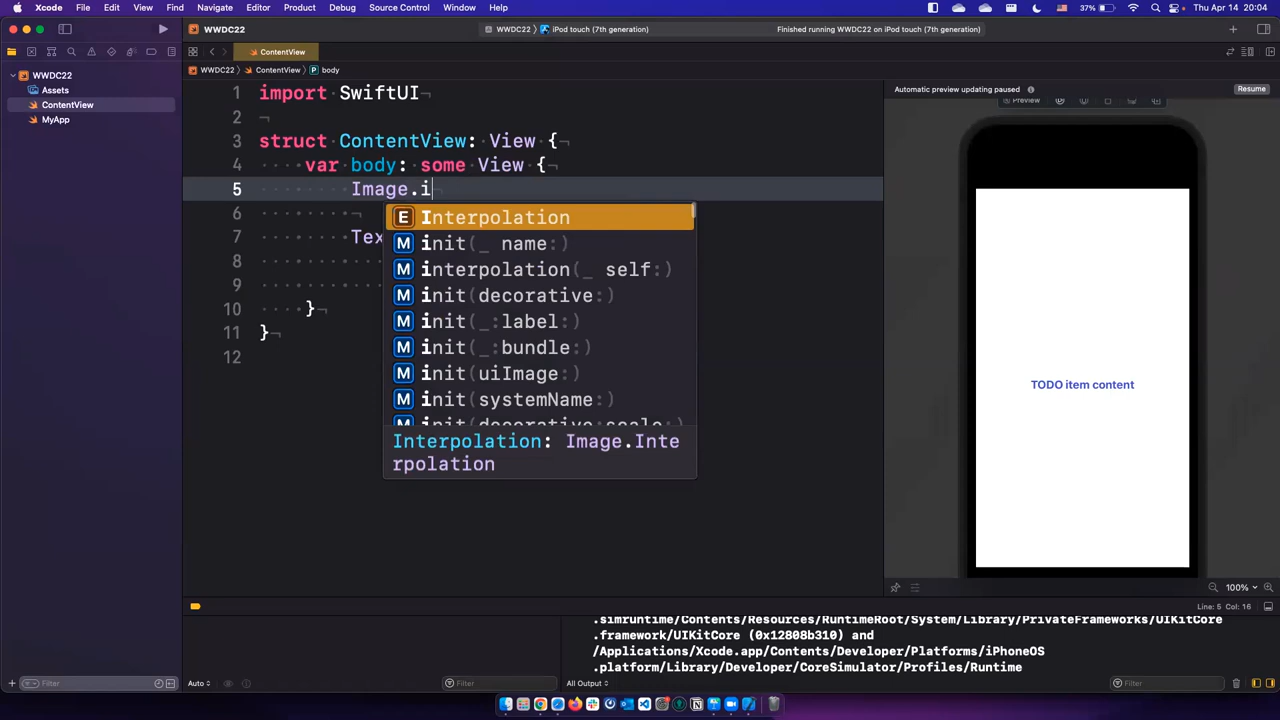 Xcode File Edit View Find Navigate Editor Product Debug Source Control Window Help 37% Thu Apr 14 20:04
WWDC22 WWDC22 iPod touch (7th generation) Finished running WWDC22 on iPod touch (7th generation)
ContentView
WWDC22 ContentView body
WWDC22
Assets
ContentView
MyApp
1 import SwiftUI
2
3 struct ContentView: View {
4 var body: some View {
5 Image.i
6
7 Tex
8
9
10 }
11 }
12
E Interpolation
M init(_ name:)
M interpolation(_ self:)
M init(decorative:)
M init(_:label:)
M init(_:bundle:)
M init(uiImage:)
M init(systemName:)
M init(decorative:scale:)
Interpolation: Image.Inte
rpolation
Automatic preview updating paused Resume
Preview
TODO item content
100%
Line: 5 Col: 16
.simruntime/Contents/Resources/RuntimeRoot/System/Library/PrivateFrameworks/UIKitCore
.framework/UIKitCore (0x12808b310) and
/Applications/Xcode.app/Contents/Developer/Platforms/iPhoneOS
.platform/Library/Developer/CoreSimulator/Profiles/Runtime
Filter Auto Filter All Output Filter